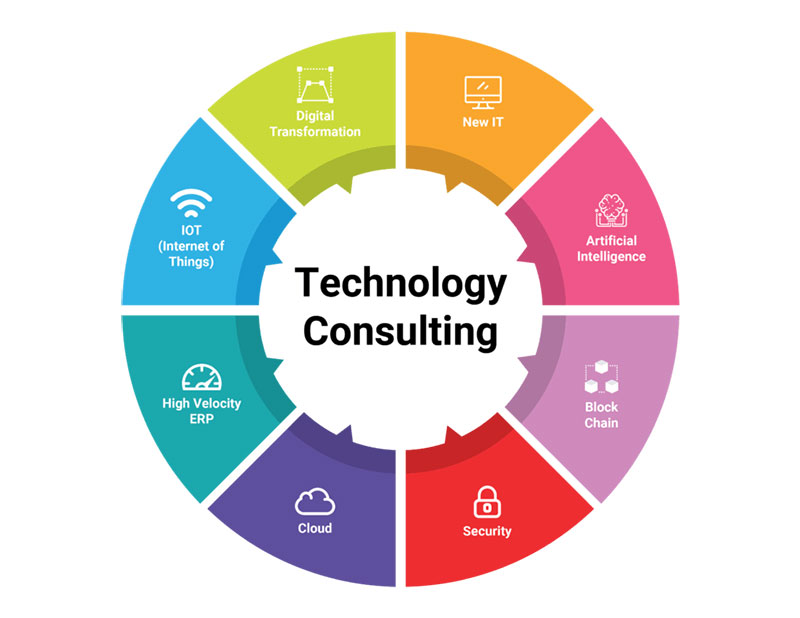 Technology
Consulting
New IT
Artificial
Intelligence
Block
Chain
Security
Cloud
High Velocity
ERP
IOT
(Internet of
Things)
Digital
Transformation